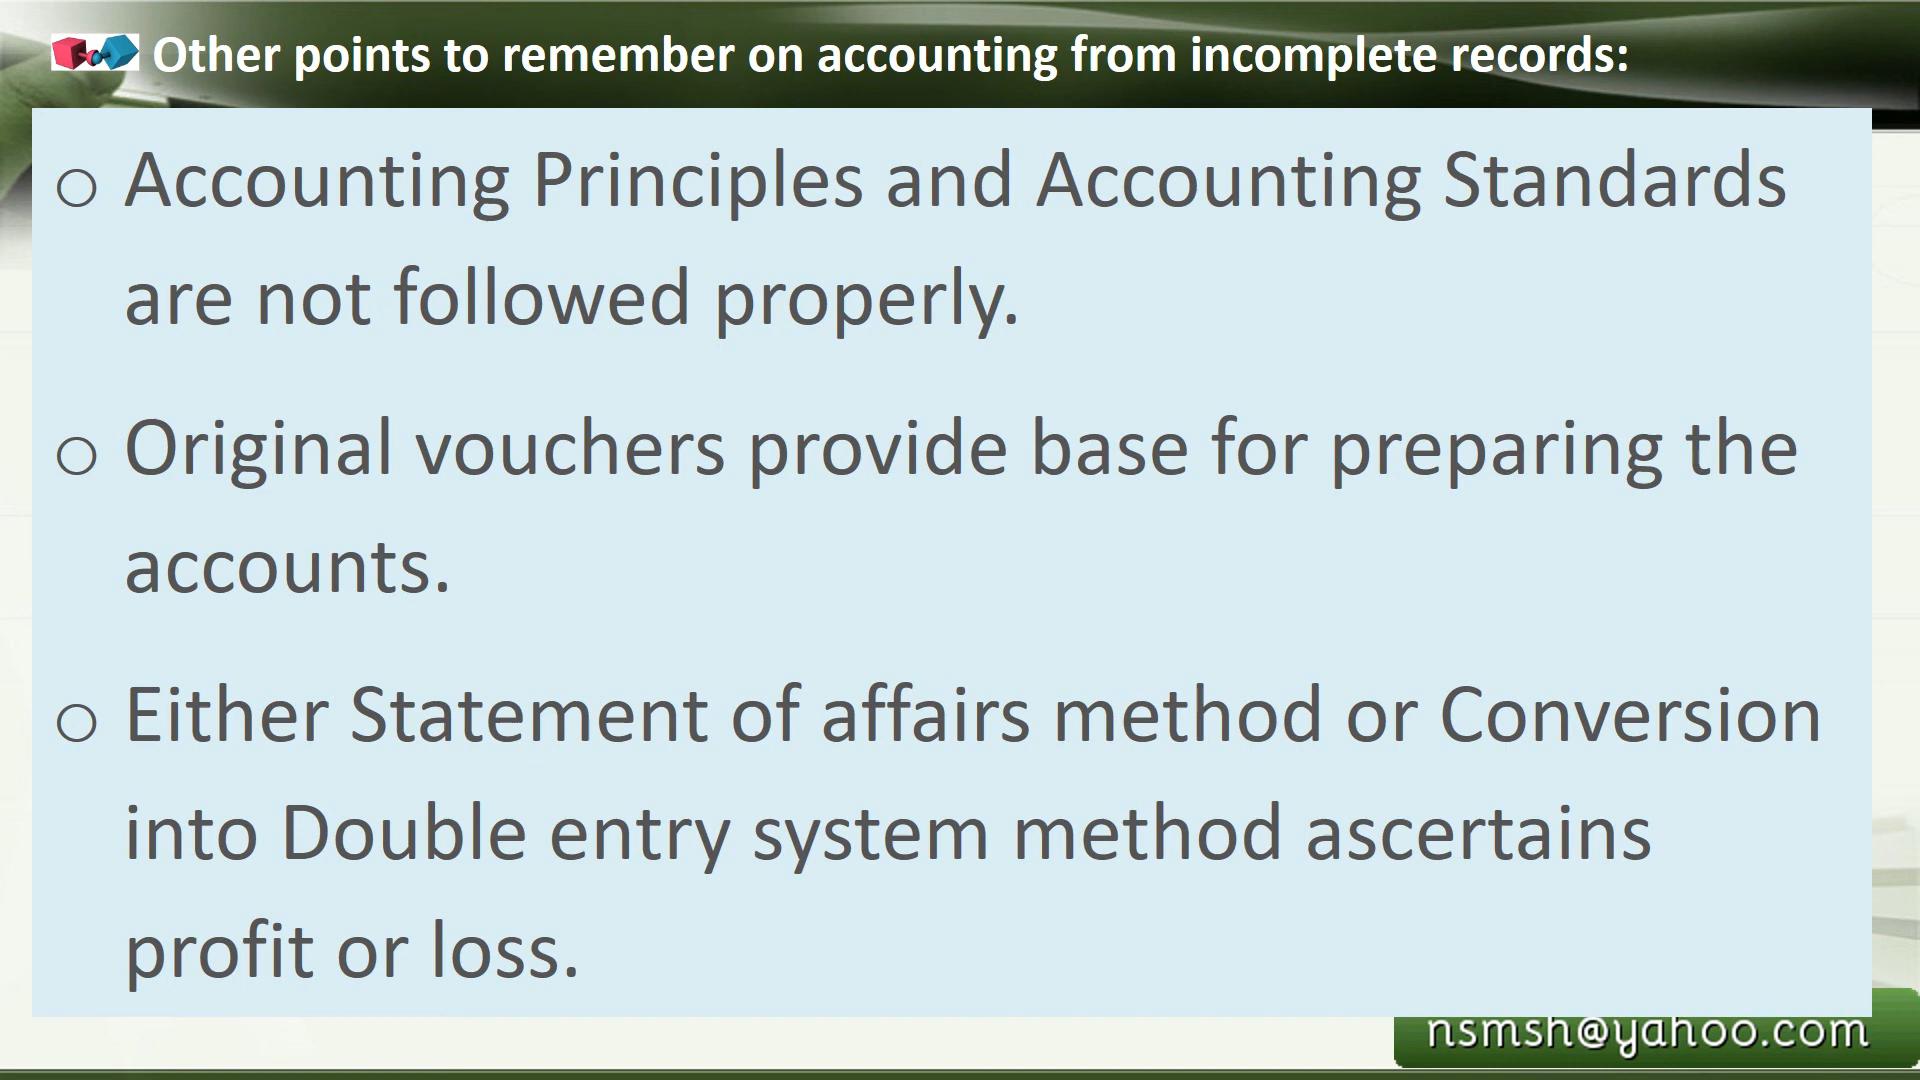 Other points to remember on accounting from incomplete records:
o Accounting Principles and Accounting Standards
are not followed properly.
o Original vouchers provide base for preparing the
accounts.
o Either Statement of affairs method or Conversion
into Double entry system method ascertains
profit or loss.
nsmsh@yahoo.com